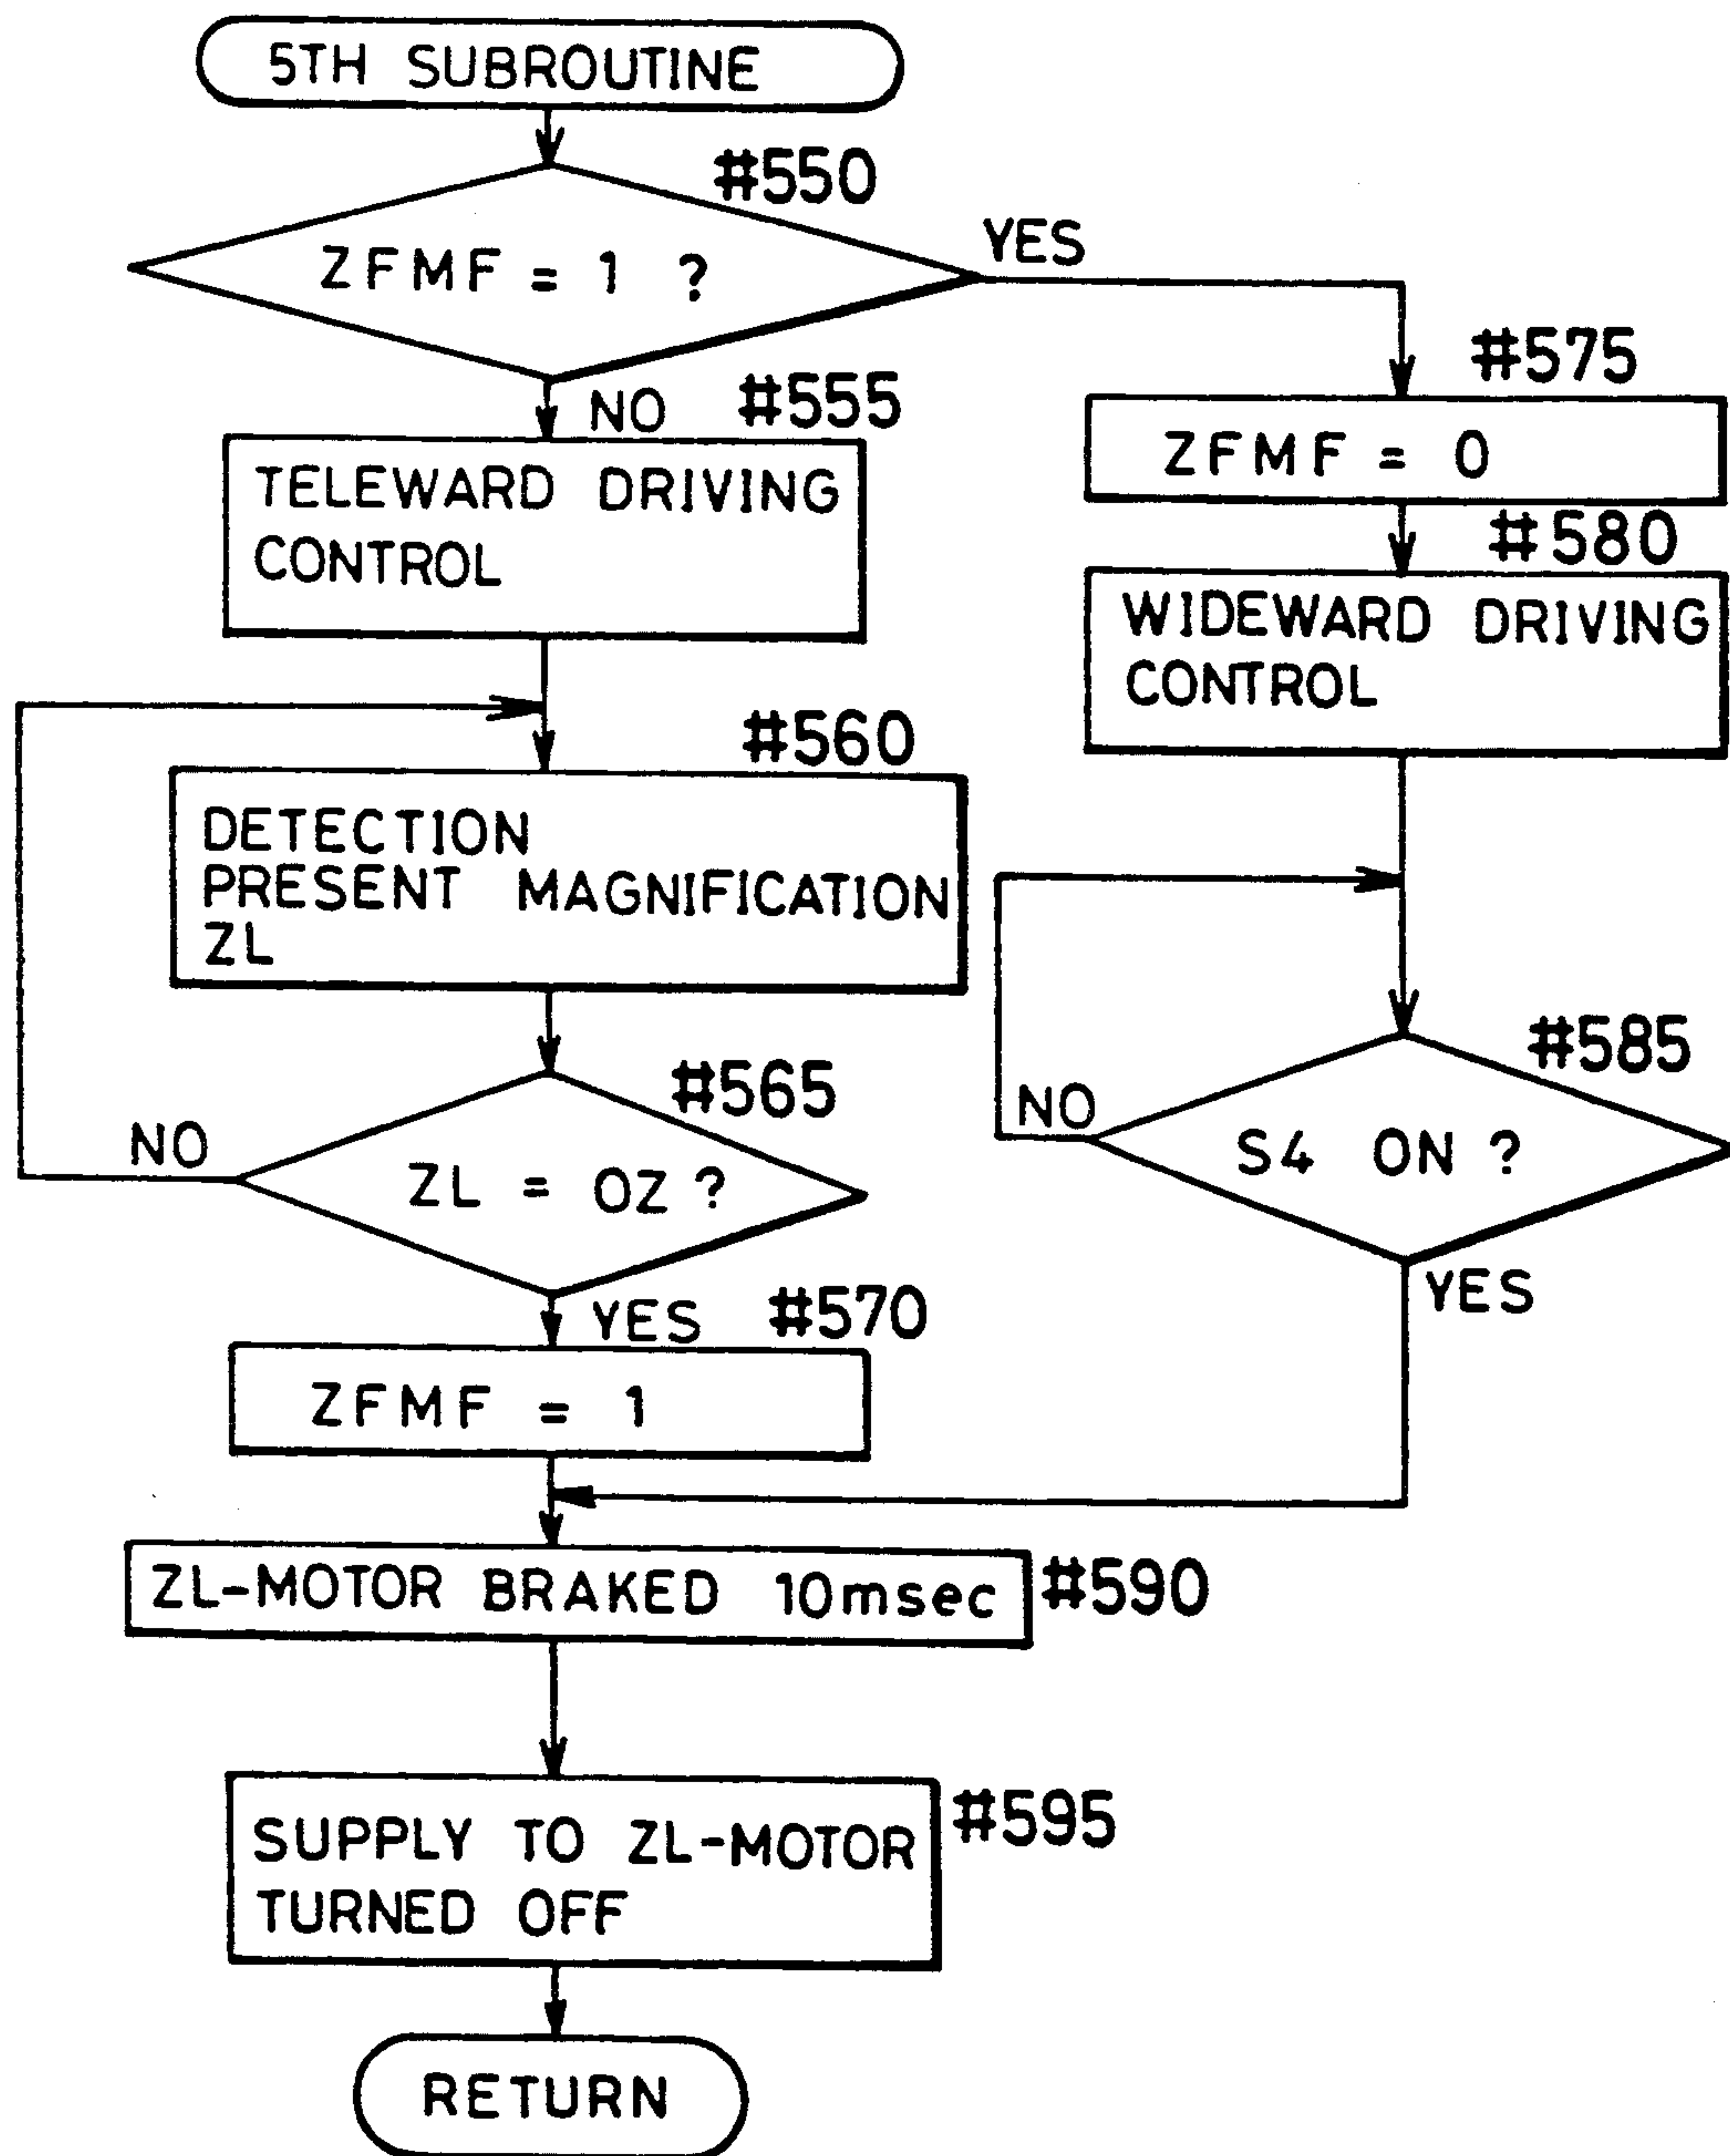 5TH SUBROUTINE
#550
ZFMF = 1 ?
YES
NO
#555
TELEWARD DRIVING
CONTROL
#575
ZFMF = 0
#580
WIDEWARD DRIVING
CONTROL
#560
DETECTION
PRESENT MAGNIFICATION
ZL
#565
NO
ZL = OZ ?
#585
NO
S4 ON ?
YES
YES
#570
ZFMF = 1
ZL-MOTOR BRAKED 10msec
#590
SUPPLY TO ZL-MOTOR
TURNED OFF
#595
RETURN